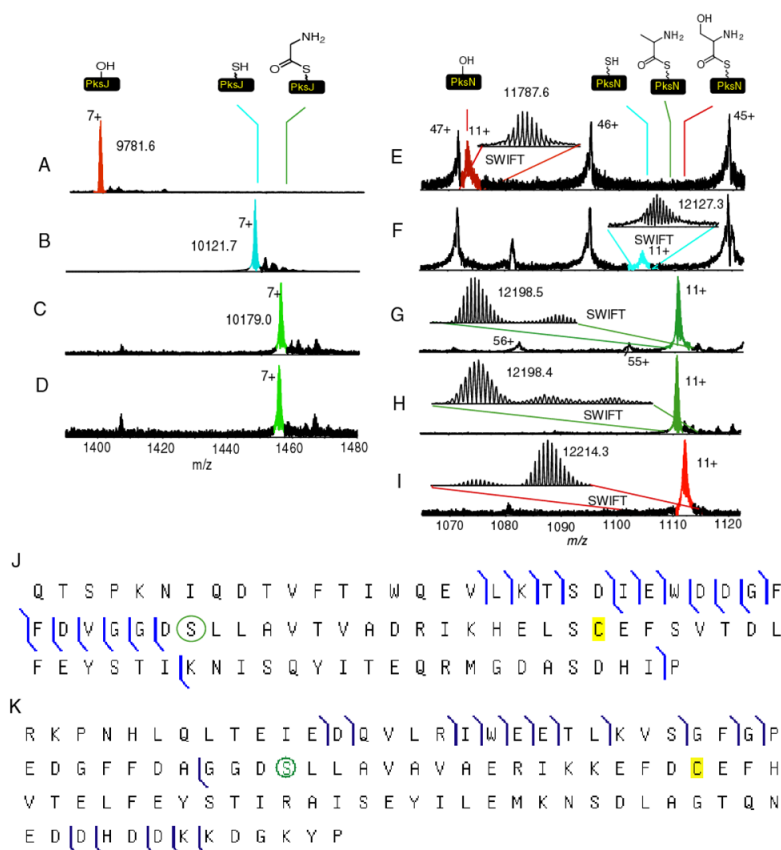 OH
PksJ
SH
PksJ
O
NH₂
S
PksJ
A
7+
9781.6
B
7+
10121.7
C
7+
10179.0
D
7+
1400 1420 1440 1460 1480
m/z
OH
PksN
SH
PksN
NH₂
O
S
PksN
HO
NH₂
O
S
PksN
E
47+
11+
11787.6
SWIFT
46+
45+
F
12127.3
SWIFT
11+
G
12198.5
SWIFT
11+
56+
55+
H
12198.4
SWIFT
11+
I
12214.3
SWIFT
11+
1070 1080 1090 1100 1110 1120
m/z
J
Q T S P K N I Q D T V F T I W Q E V L K T S D I E W D D G F
F D V G G D S L L A V T V A D R I K H E L S C E F S V T D L
F E Y S T I K N I S Q Y I T E Q R M G D A S D H I P
K
R K P N H L Q L T E I E D Q V L R I W E E T L K V S G F G P
E D G F F D A G G D S L L A V A V A E R I K K E F D C E F H
V T E L F E Y S T I R A I S E Y I L E M K N S D L A G T Q N
E D D H D D K K D G K Y P